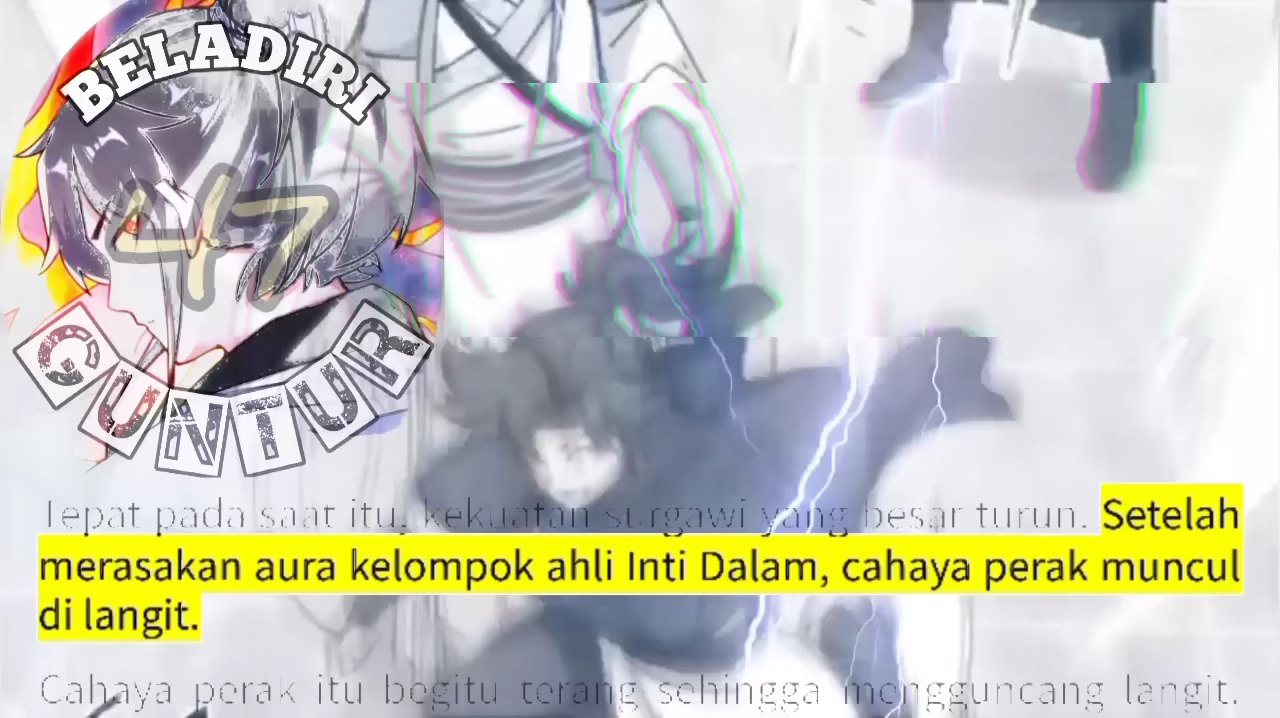 BELADIRI
47
GUNTUR
Tepat pada saat itu, kekuatan surgawi yang besar turun. Setelah
merasakan aura kelompok ahli Inti Dalam, cahaya perak muncul
di langit.
Cahaya perak itu begitu terang sehingga mengguncang langit.